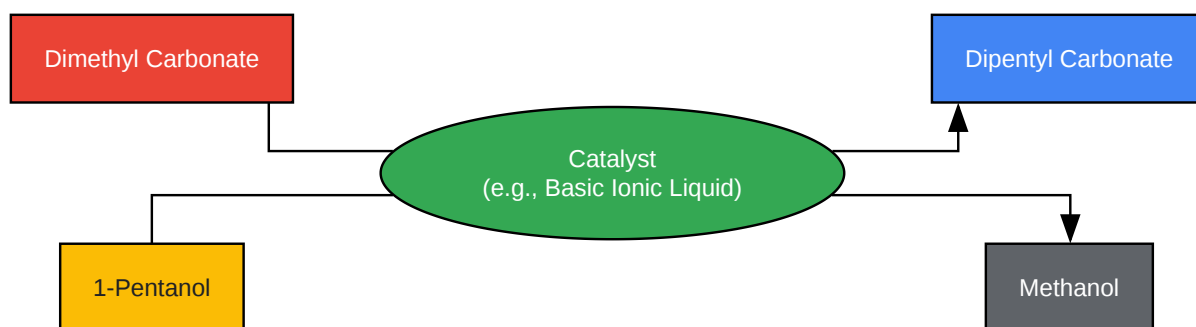 Dimethyl Carbonate
Dipentyl Carbonate
Catalyst
(e.g., Basic Ionic Liquid)
1-Pentanol
Methanol